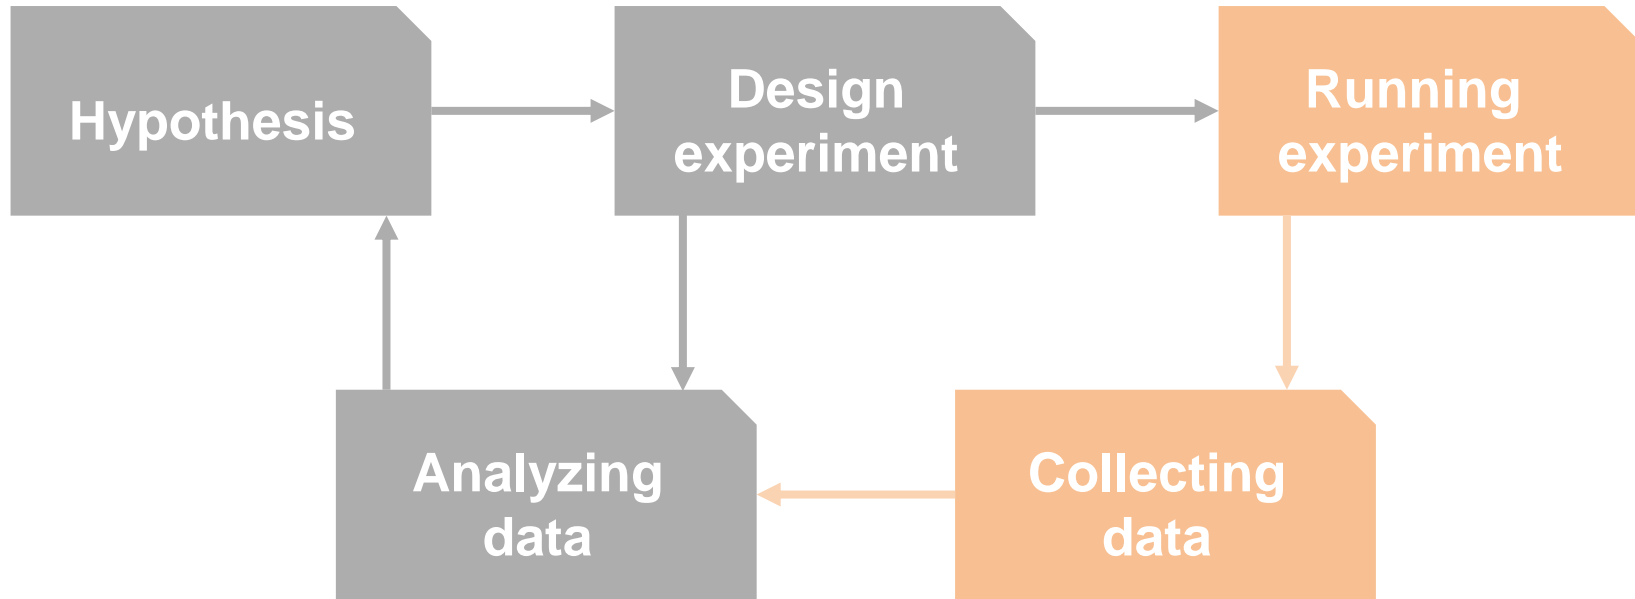 Hypothesis
Design
experiment
Running
experiment
Analyzing
data
Collecting
data